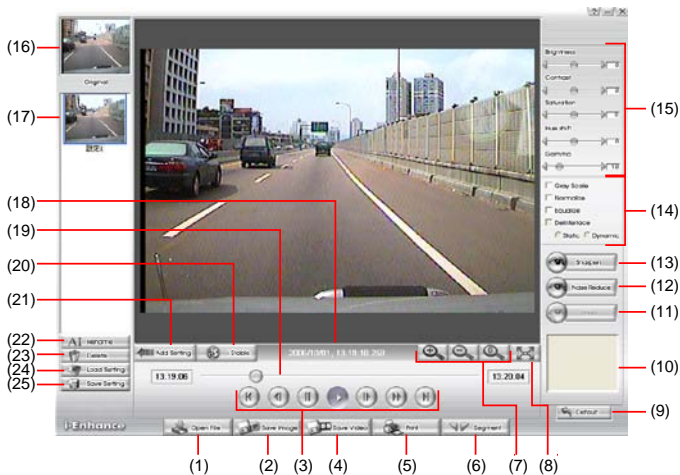 (16)
Original
(17)
Brightness
Contrast
Saturation
Hue shift
Gamma
(15)
Gray Scale
Normalize
Equalize
DeInterlace
Static Dynamic
(14)
(18)
(19)
(20)
(21)
Sharpen
(13)
Noise Reduce
(12)
(11)
(22)
Rename
(23)
Delete
(24)
Load Setting
(25)
Save Setting
Add Setting
Stable
2006/10/01, 13:19:18.250
13:19:06
13:20:04
(10)
i-Enhance
Default
(9)
Open File
Save Image
Save Video
Print
Segment
(1)
(2)
(3)
(4)
(5)
(6)
(7)
(8)